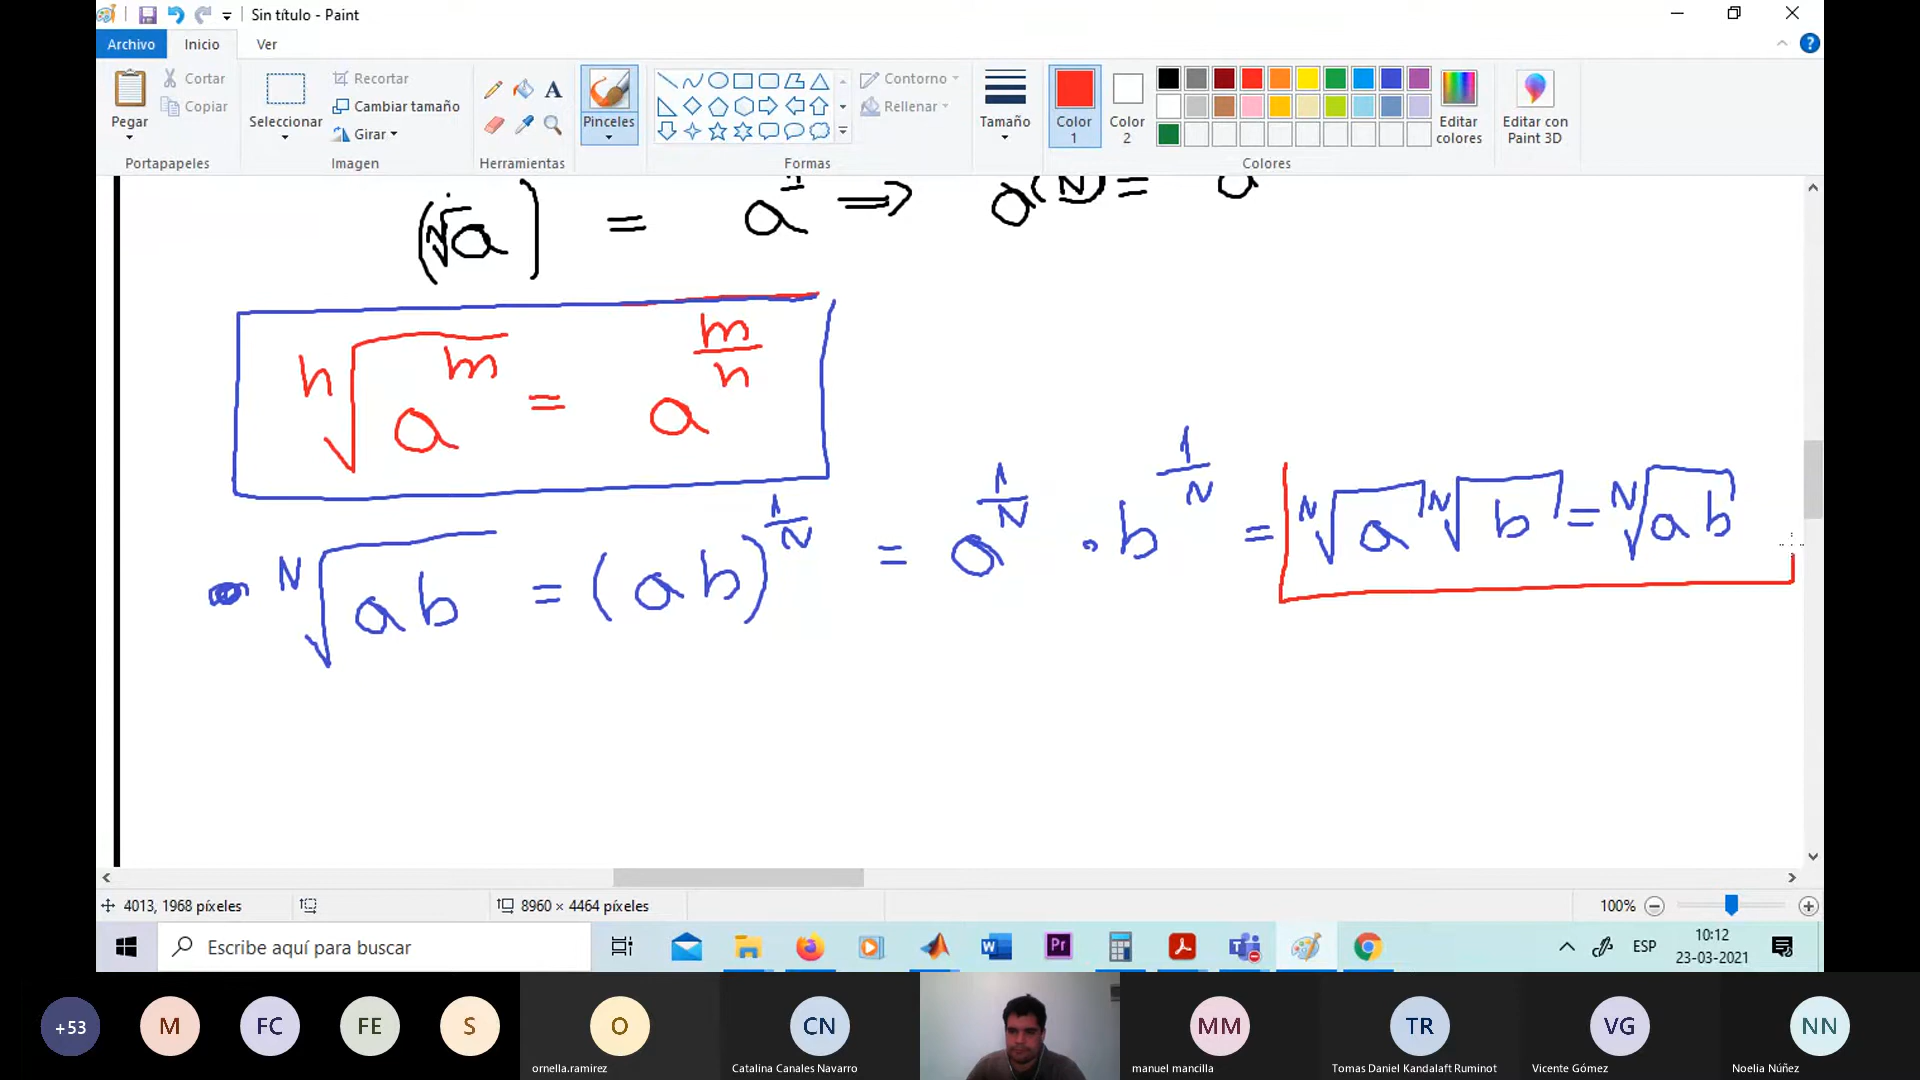 Sin título - Paint
Archivo Inicio Ver
Pegar
Cortar
Copiar
Portapapeles
Seleccionar
Recortar
Cambiar tamaño
Girar
Imagen
A
Herramientas
Pinceles
Contorno
Rellenar
Formas
Tamaño
Color 1
Color 2
Editar colores
Editar con Paint 3D
Colores
(ᴺ√a) = a ⟹ a(N) = a
ⁿ√a^m = a^(m/n)
ᴺ√ab = (ab)^(1/N) = a^(1/N) · b^(1/N) = ᴺ√a ᴺ√b = ᴺ√ab
4013, 1968 píxeles
8960 × 4464 píxeles
100%
Escribe aquí para buscar
W
Pr
ESP
10:12
23-03-2021
+53 M FC FE S O CN MM TR VG NN
ornella.ramirez
Catalina Canales Navarro
manuel mancilla
Tomas Daniel Kandalaft Ruminot
Vicente Gómez
Noelia Núñez